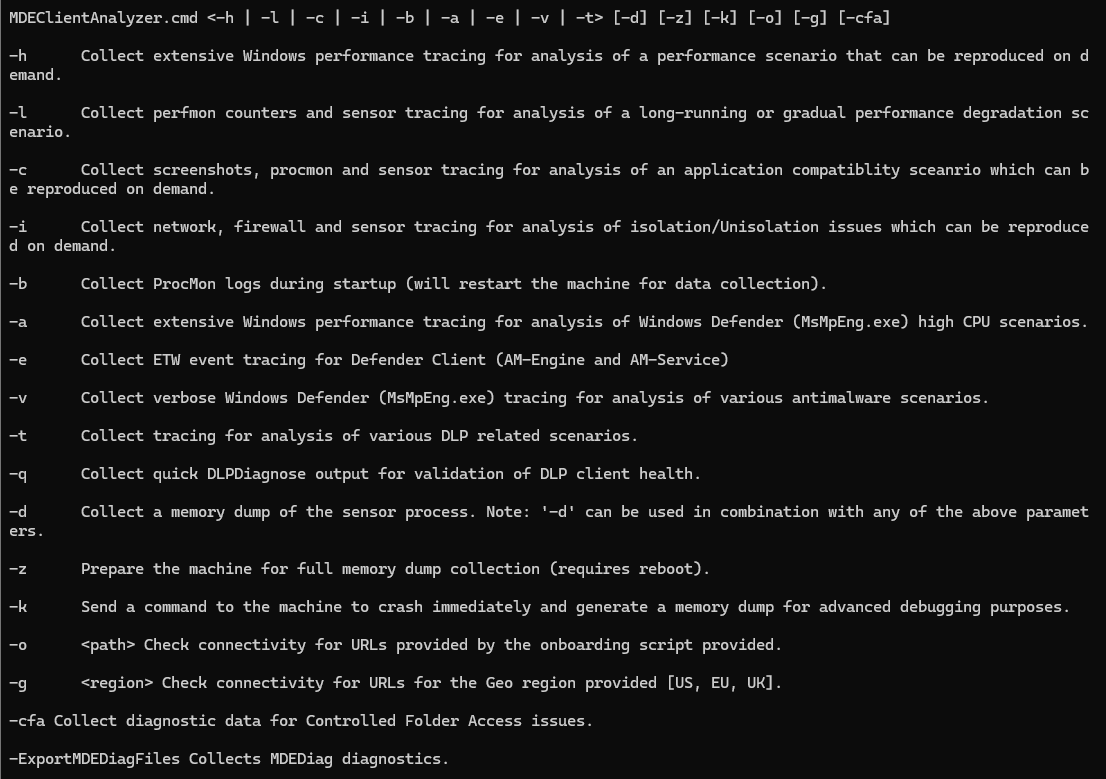 MDEClientAnalyzer.cmd <-h | -l | -c | -i | -b | -a | -e | -v | -t> [-d] [-z] [-k] [-o] [-g] [-cfa]
-h      Collect extensive Windows performance tracing for analysis of a performance scenario that can be reproduced on d
emand.
-l      Collect perfmon counters and sensor tracing for analysis of a long-running or gradual performance degradation sc
enario.
-c      Collect screenshots, procmon and sensor tracing for analysis of an application compatiblity sceanrio which can b
e reproduced on demand.
-i      Collect network, firewall and sensor tracing for analysis of isolation/Unisolation issues which can be reproduce
d on demand.
-b      Collect ProcMon logs during startup (will restart the machine for data collection).
-a      Collect extensive Windows performance tracing for analysis of Windows Defender (MsMpEng.exe) high CPU scenarios.
-e      Collect ETW event tracing for Defender Client (AM-Engine and AM-Service)
-v      Collect verbose Windows Defender (MsMpEng.exe) tracing for analysis of various antimalware scenarios.
-t      Collect tracing for analysis of various DLP related scenarios.
-q      Collect quick DLPDiagnose output for validation of DLP client health.
-d      Collect a memory dump of the sensor process. Note: '-d' can be used in combination with any of the above paramet
ers.
-z      Prepare the machine for full memory dump collection (requires reboot).
-k      Send a command to the machine to crash immediately and generate a memory dump for advanced debugging purposes.
-o      <path> Check connectivity for URLs provided by the onboarding script provided.
-g      <region> Check connectivity for URLs for the Geo region provided [US, EU, UK].
-cfa Collect diagnostic data for Controlled Folder Access issues.
-ExportMDEDiagFiles Collects MDEDiag diagnostics.